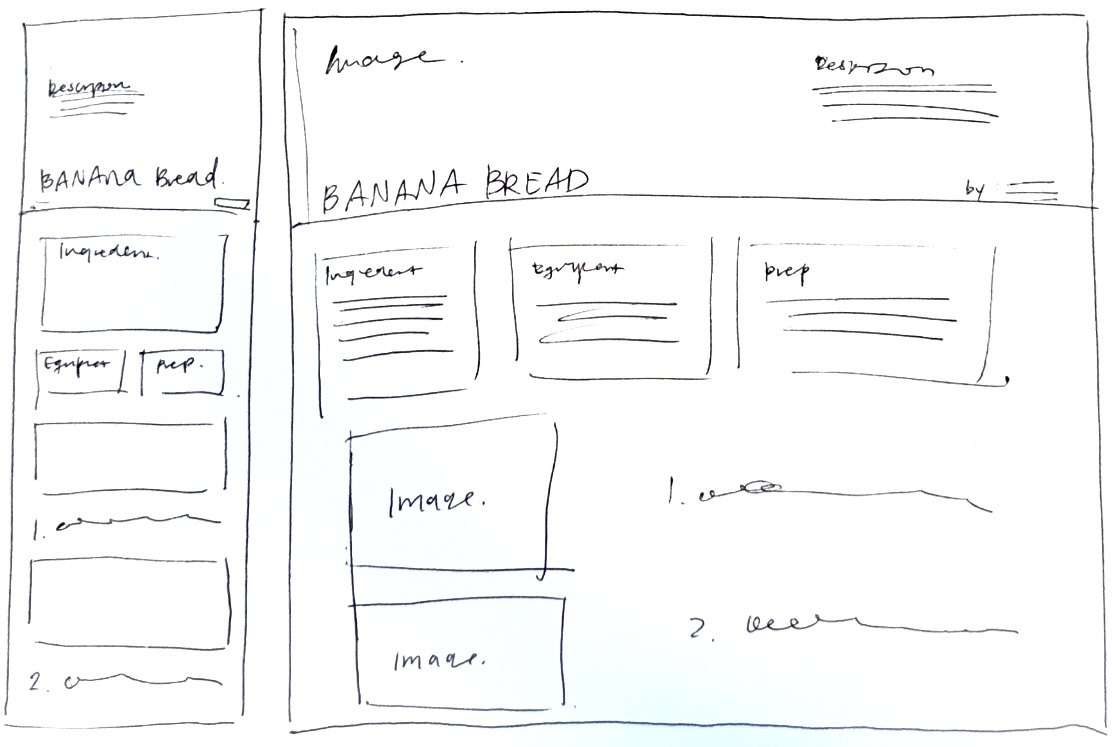 Description
BANANA Bread.
Ingredient.
Equipment
Prep.
1.
2.
Image.
Description
BANANA BREAD
by
Ingredient
Equipment
prep
Image.
1.
Image.
2.